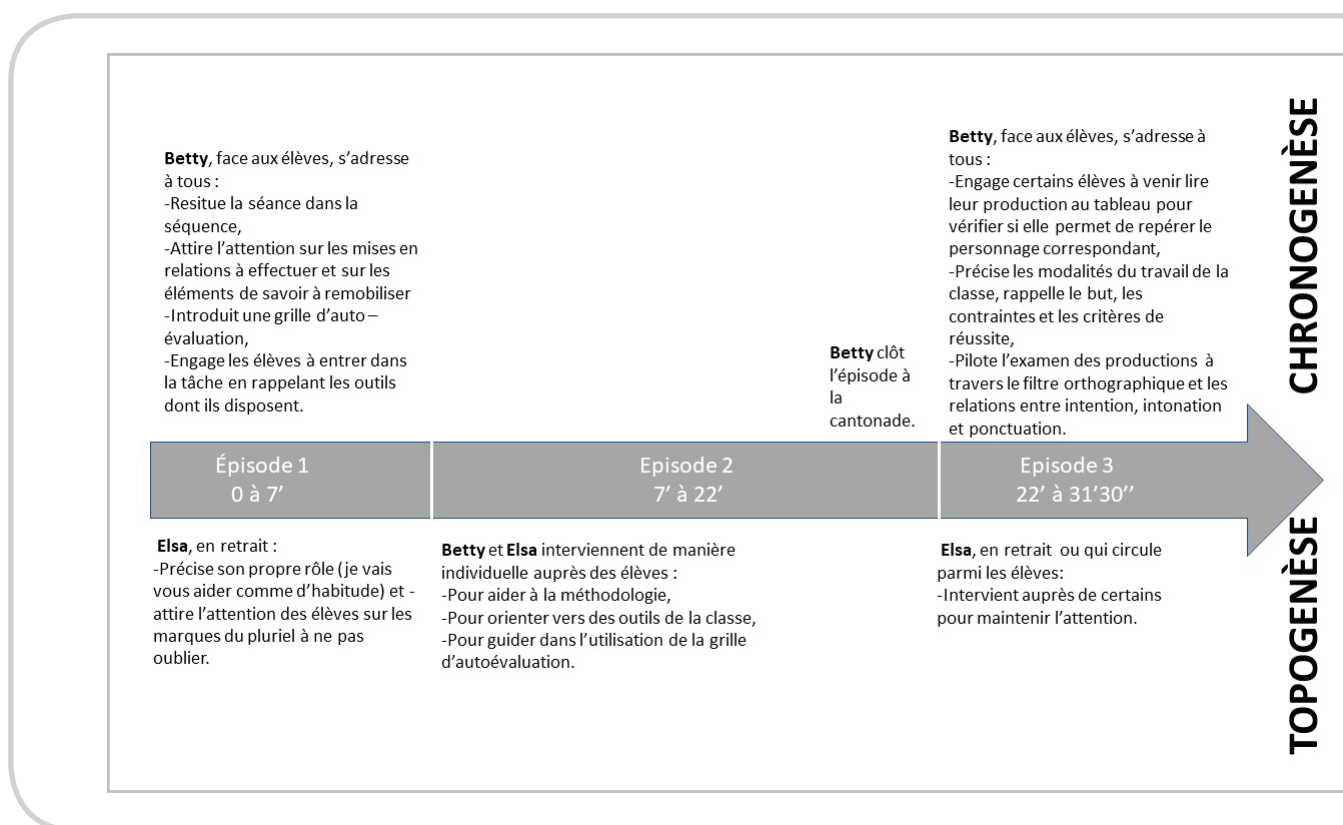 Betty, face aux élèves, s’adresse
à tous :
-Resitue la séance dans la
séquence,
-Attire l’attention sur les mises en
relations à effectuer et sur les
éléments de savoir à remobiliser
-Introduit une grille d’auto –
évaluation,
-Engage les élèves à entrer dans
la tâche en rappelant les outils
dont ils disposent.
Betty clôt
l’épisode à
la
cantonade.
Betty, face aux élèves, s’adresse à
tous :
-Engage certains élèves à venir lire
leur production au tableau pour
vérifier si elle permet de repérer le
personnage correspondant,
-Précise les modalités du travail de la
classe, rappelle le but, les
contraintes et les critères de
réussite,
-Pilote l’examen des productions à
travers le filtre orthographique et les
relations entre intention, intonation
et ponctuation.
CHRONOGENÈSE
Épisode 1
0 à 7’
Episode 2
7’ à 22’
Episode 3
22’ à 31’30’’
Elsa, en retrait :
-Précise son propre rôle (je vais
vous aider comme d’habitude) et -
attire l’attention des élèves sur les
marques du pluriel à ne pas
oublier.
Betty et Elsa interviennent de manière
individuelle auprès des élèves :
-Pour aider à la méthodologie,
-Pour orienter vers des outils de la classe,
-Pour guider dans l’utilisation de la grille
d’autoévaluation.
Elsa, en retrait ou qui circule
parmi les élèves:
-Intervient auprès de certains
pour maintenir l’attention.
TOPOGENÈSE